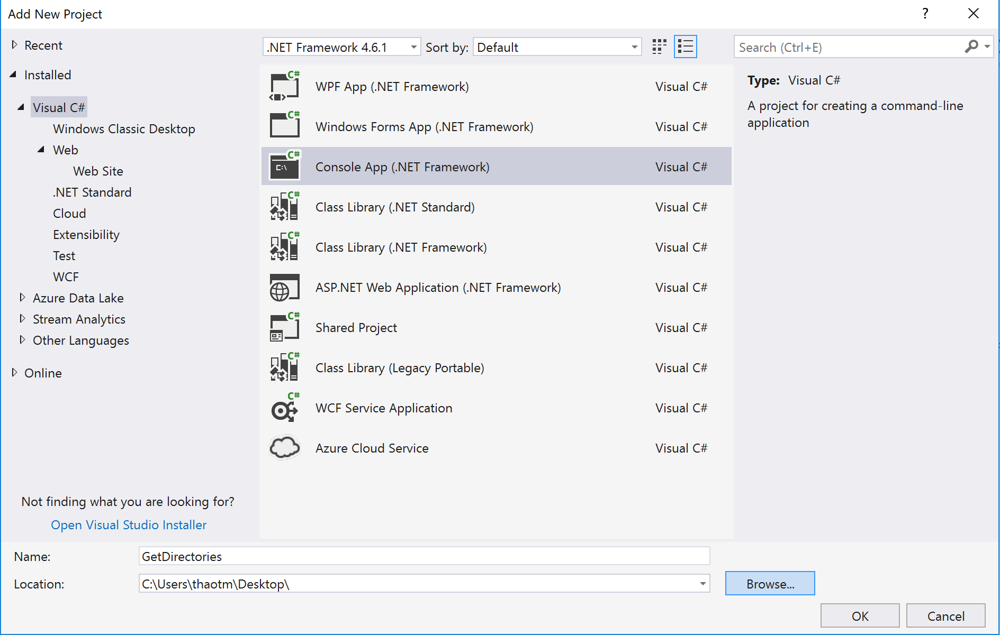 Add New Project
?
Recent
Installed
Visual C#
Windows Classic Desktop
Web
Web Site
.NET Standard
Cloud
Extensibility
Test
WCF
Azure Data Lake
Stream Analytics
Other Languages
Online
Not finding what you are looking for?
Open Visual Studio Installer
.NET Framework 4.6.1 Sort by: Default
C# WPF App (.NET Framework) Visual C#
C# Windows Forms App (.NET Framework) Visual C#
C# C:\ Console App (.NET Framework) Visual C#
C# Class Library (.NET Standard) Visual C#
C# Class Library (.NET Framework) Visual C#
ASP.NET Web Application (.NET Framework) Visual C#
C# Shared Project Visual C#
C# Class Library (Legacy Portable) Visual C#
C# WCF Service Application Visual C#
Azure Cloud Service Visual C#
Search (Ctrl+E)
Type: Visual C#
A project for creating a command-line
application
Name: GetDirectories
Location: C:\Users\thaotm\Desktop\ Browse...
OK Cancel